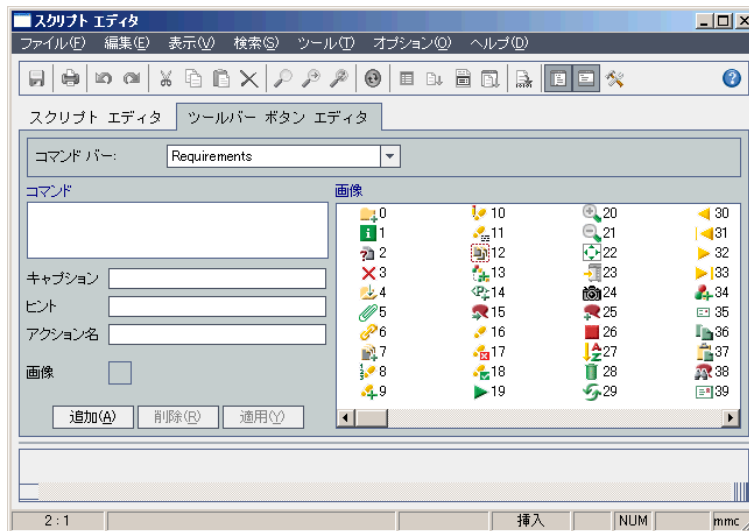 スクリプト エディタ
ファイル(F) 編集(E) 表示(V) 検索(S) ツール(T) オプション(O) ヘルプ(D)
スクリプト エディタ ツールバー ボタン エディタ
コマンド バー: Requirements
コマンド
画像
0 10 20 30
1 11 21 31
2 12 22 32
3 13 23 33
4 14 24 34
5 15 25 35
6 16 26 36
7 17 27 37
8 18 28 38
9 19 29 39
キャプション
ヒント
アクション名
画像
追加(A) 削除(R) 適用(Y)
2:1 挿入 NUM mmc